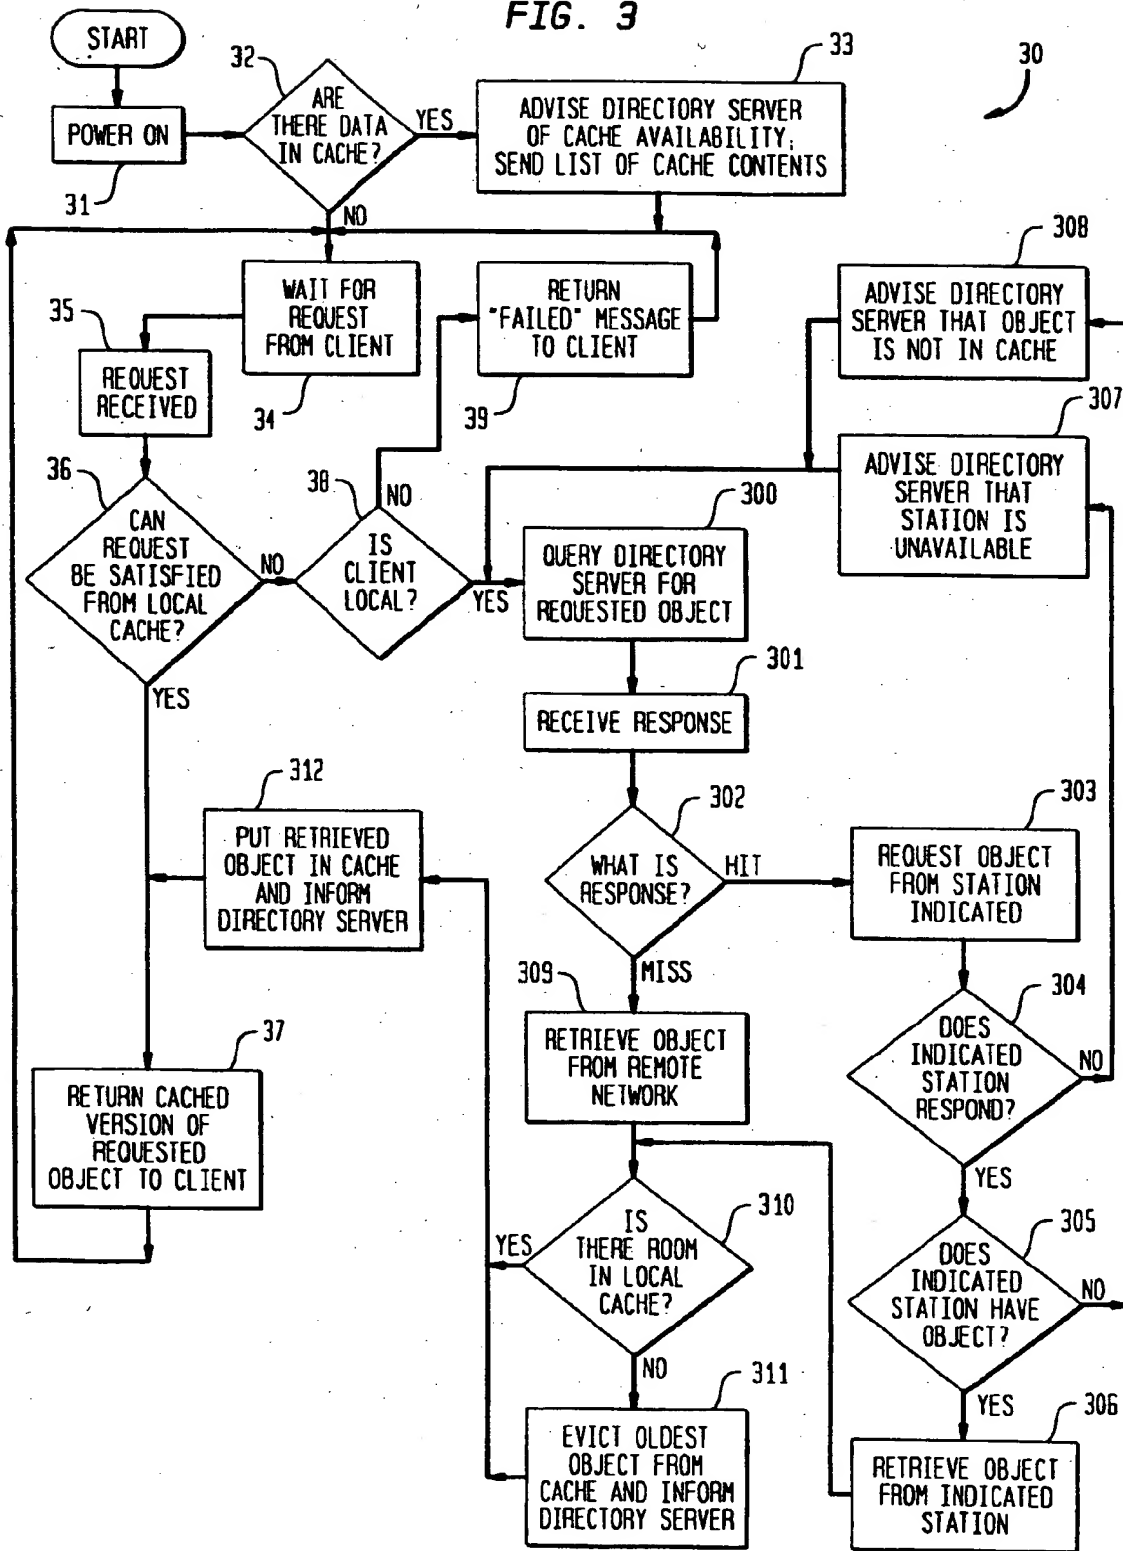 FIG. 3
START
30
32
33
POWER ON
31
ARE
THERE DATA
IN CACHE?
YES
NO
ADVISE DIRECTORY SERVER
OF CACHE AVAILABILITY;
SEND LIST OF CACHE CONTENTS
WAIT FOR
REQUEST
FROM CLIENT
34
35
REQUEST
RECEIVED
RETURN
"FAILED" MESSAGE
TO CLIENT
39
308
ADVISE DIRECTORY
SERVER THAT OBJECT
IS NOT IN CACHE
307
ADVISE DIRECTORY
SERVER THAT
STATION IS
UNAVAILABLE
36
CAN
REQUEST
BE SATISFIED
FROM LOCAL
CACHE?
NO
YES
38
IS
CLIENT
LOCAL?
NO
YES
300
QUERY DIRECTORY
SERVER FOR
REQUESTED OBJECT
301
RECEIVE RESPONSE
302
WHAT IS
RESPONSE?
HIT
MISS
303
REQUEST OBJECT
FROM STATION
INDICATED
312
PUT RETRIEVED
OBJECT IN CACHE
AND INFORM
DIRECTORY SERVER
309
RETRIEVE OBJECT
FROM REMOTE
NETWORK
304
DOES
INDICATED
STATION
RESPOND?
NO
YES
37
RETURN CACHED
VERSION OF
REQUESTED
OBJECT TO CLIENT
310
IS
THERE ROOM
IN LOCAL
CACHE?
YES
NO
305
DOES
INDICATED
STATION HAVE
OBJECT?
NO
YES
311
EVICT OLDEST
OBJECT FROM
CACHE AND INFORM
DIRECTORY SERVER
306
RETRIEVE OBJECT
FROM INDICATED
STATION